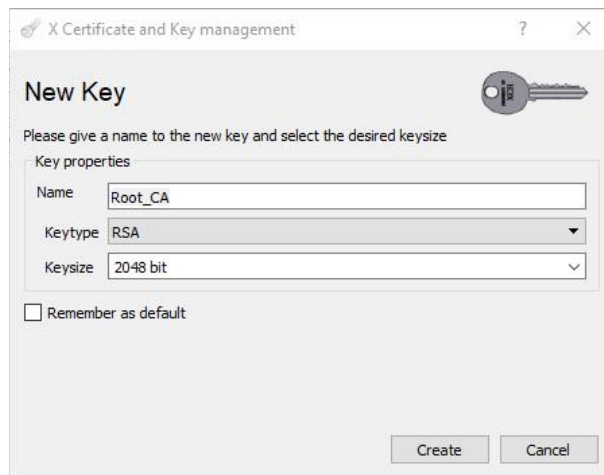 X Certificate and Key management ?
New Key
Please give a name to the new key and select the desired keysize
Key properties
Name Root_CA
Keytype RSA
Keysize 2048 bit
Remember as default
Create Cancel